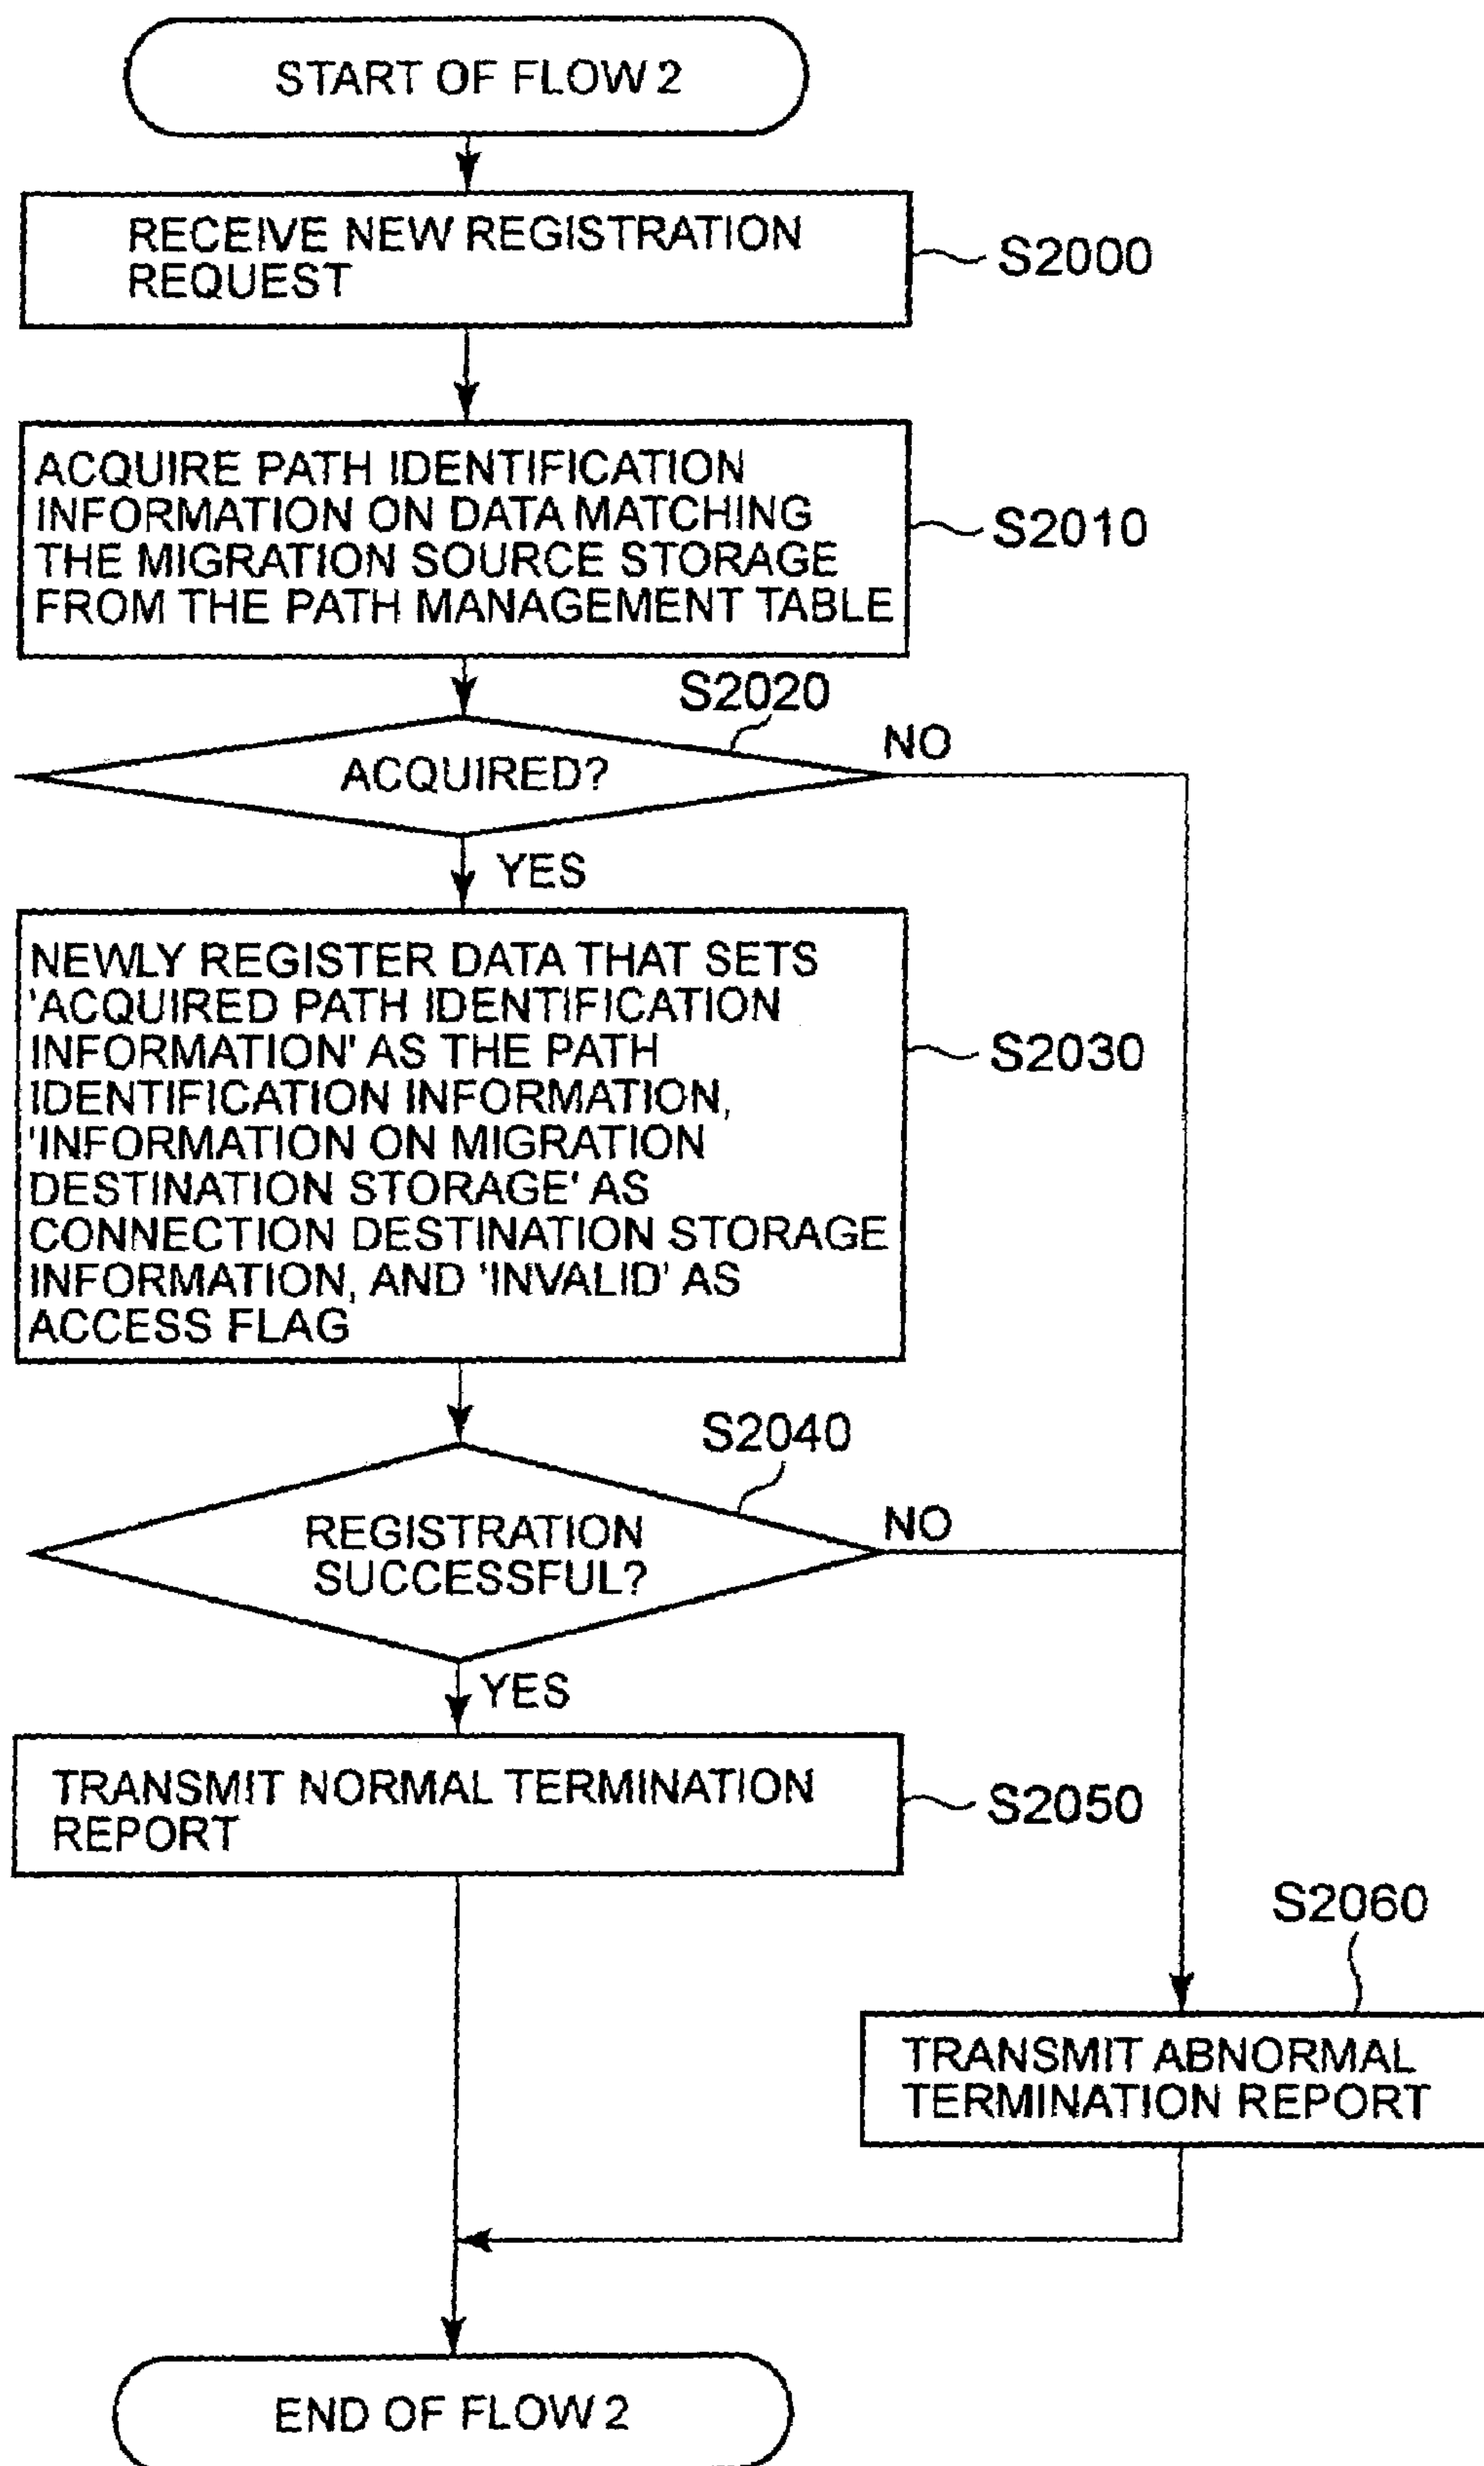 START OF FLOW 2
RECEIVE NEW REGISTRATION
REQUEST
S2000
ACQUIRE PATH IDENTIFICATION
INFORMATION ON DATA MATCHING
THE MIGRATION SOURCE STORAGE
FROM THE PATH MANAGEMENT TABLE
S2010
S2020
ACQUIRED?
NO
YES
NEWLY REGISTER DATA THAT SETS
'ACQUIRED PATH IDENTIFICATION
INFORMATION' AS THE PATH
IDENTIFICATION INFORMATION,
'INFORMATION ON MIGRATION
DESTINATION STORAGE' AS
CONNECTION DESTINATION STORAGE
INFORMATION, AND 'INVALID' AS
ACCESS FLAG
S2030
S2040
REGISTRATION
SUCCESSFUL?
NO
YES
TRANSMIT NORMAL TERMINATION
REPORT
S2050
S2060
TRANSMIT ABNORMAL
TERMINATION REPORT
END OF FLOW 2